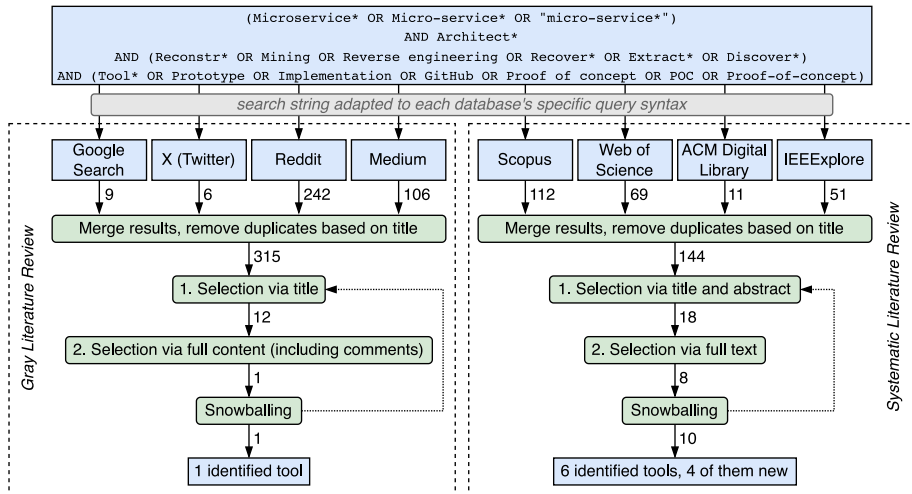 (Microservice* OR Micro-service* OR "micro-service*")
AND Architect*
AND (Reconstr* OR Mining OR Reverse engineering OR Recover* OR Extract* OR Discover*)
AND (Tool* OR Prototype OR Implementation OR GitHub OR Proof of concept OR POC OR Proof-of-concept)
search string adapted to each database's specific query syntax
Gray Literature Review
Google
Search
X (Twitter)
Reddit
Medium
9
6
242
106
Merge results, remove duplicates based on title
315
1. Selection via title
12
2. Selection via full content (including comments)
1
Snowballing
1
1 identified tool
Systematic Literature Review
Scopus
Web of
Science
ACM Digital
Library
IEEExplore
112
69
11
51
Merge results, remove duplicates based on title
144
1. Selection via title and abstract
18
2. Selection via full text
8
Snowballing
10
6 identified tools, 4 of them new